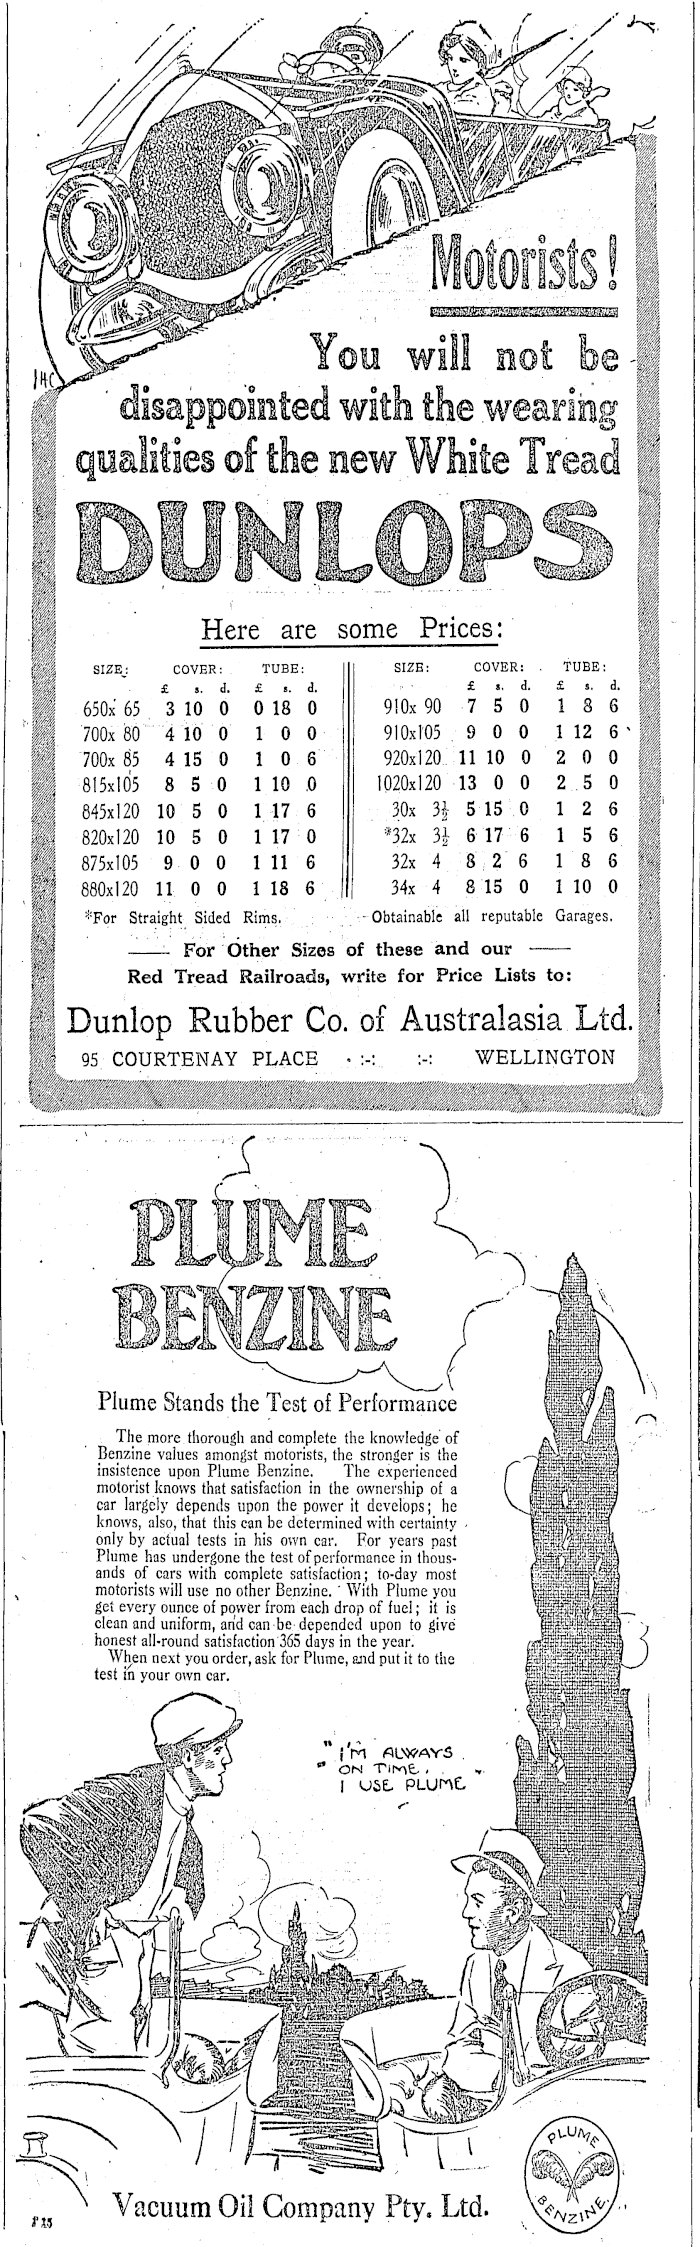 Motorists!
You will not be
disappointed with the wearing
qualities of the new White Tread
DUNLOPS
Here are some Prices:
SIZE: COVER: TUBE:
£ s. d. £ s. d.
650x 65 3 10 0 0 18 0
700x 80 4 10 0 1 0 0
700x 85 4 15 0 1 0 6
815x105 8 5 0 1 10 0
845x120 10 5 0 1 17 6
820x120 10 5 0 1 17 0
875x105 9 0 0 1 11 6
880x120 11 0 0 1 18 6
*For Straight Sided Rims.
SIZE: COVER: TUBE:
£ s. d. £ s. d.
910x 90 7 5 0 1 8 6
910x105 9 0 0 1 12 6
920x120 11 10 0 2 0 0
1020x120 13 0 0 2 5 0
30x 3½ 5 15 0 1 2 6
*32x 3½ 6 17 6 1 5 6
32x 4 8 2 6 1 8 6
34x 4 8 15 0 1 10 0
Obtainable all reputable Garages.
For Other Sizes of these and our
Red Tread Railroads, write for Price Lists to:
Dunlop Rubber Co. of Australasia Ltd.
95 COURTENAY PLACE :-: :-: WELLINGTON
PLUME
BENZINE
Plume Stands the Test of Performance
The more thorough and complete the knowledge of
Benzine values amongst motorists, the stronger is the
insistence upon Plume Benzine. The experienced
motorist knows that satisfaction in the ownership of a
car largely depends upon the power it develops; he
knows, also, that this can be determined with certainty
only by actual tests in his own car. For years past
Plume has undergone the test of performance in thous-
ands of cars with complete satisfaction; to-day most
motorists will use no other Benzine. With Plume you
get every ounce of power from each drop of fuel; it is
clean and uniform, and can be depended upon to give
honest all-round satisfaction 365 days in the year.
When next you order, ask for Plume, and put it to the
test in your own car.
"I'M ALWAYS
ON TIME.
I USE PLUME
PLUME
BENZINE
Vacuum Oil Company Pty. Ltd.